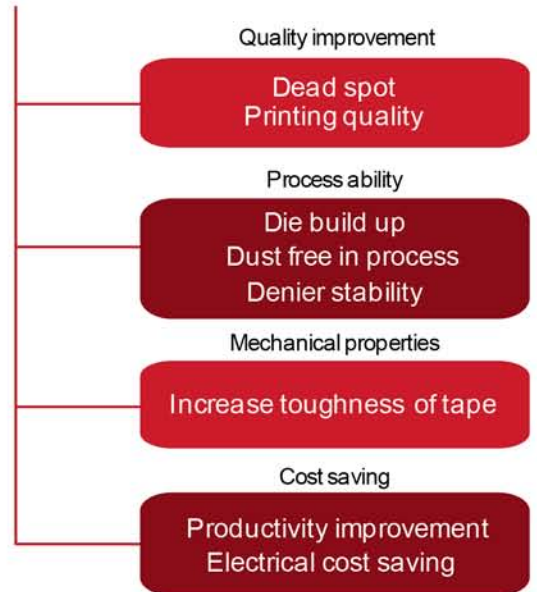 Quality improvement
Dead spot
Printing quality
Process ability
Die build up
Dust free in process
Denier stability
Mechanical properties
Increase toughness of tape
Cost saving
Productivity improvement
Electrical cost saving